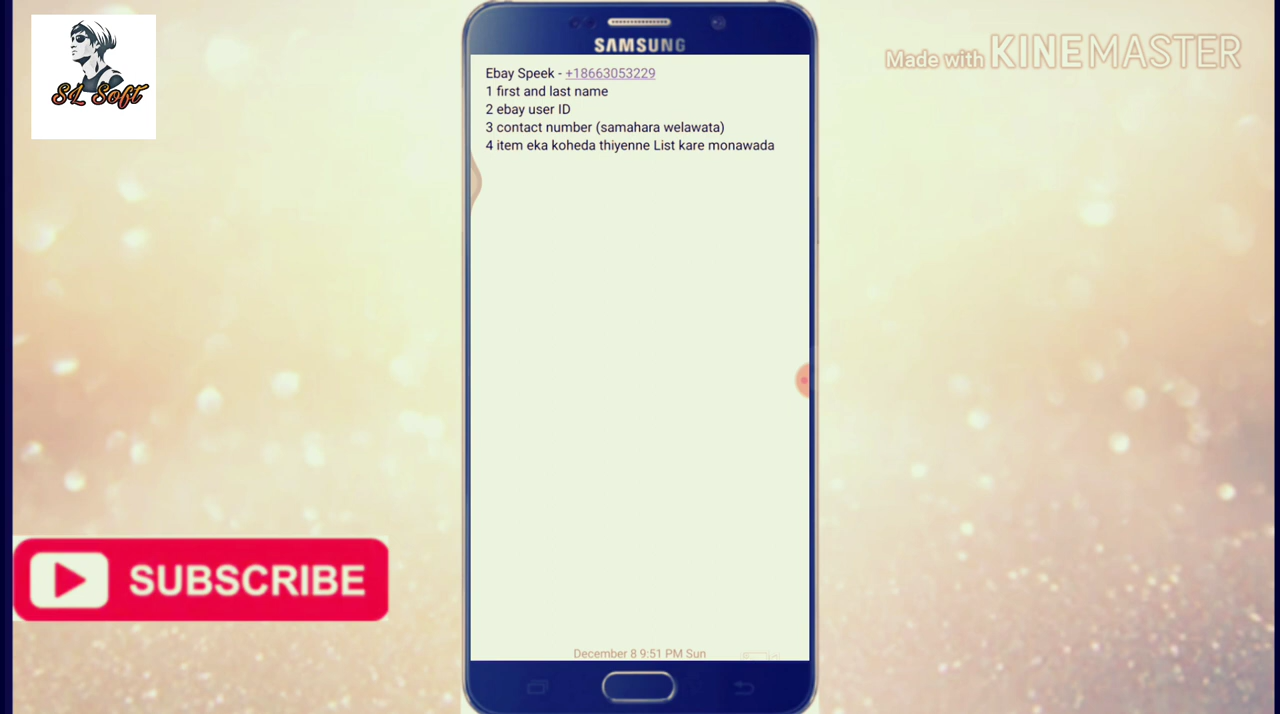 SL Soft
SAMSUNG
Made with KINEMASTER
Ebay Speek - +18663053229
1 first and last name
2 ebay user ID
3 contact number (samahara welawata)
4 item eka koheda thiyenne List kare monawada
SUBSCRIBE
December 8 9:51 PM Sun